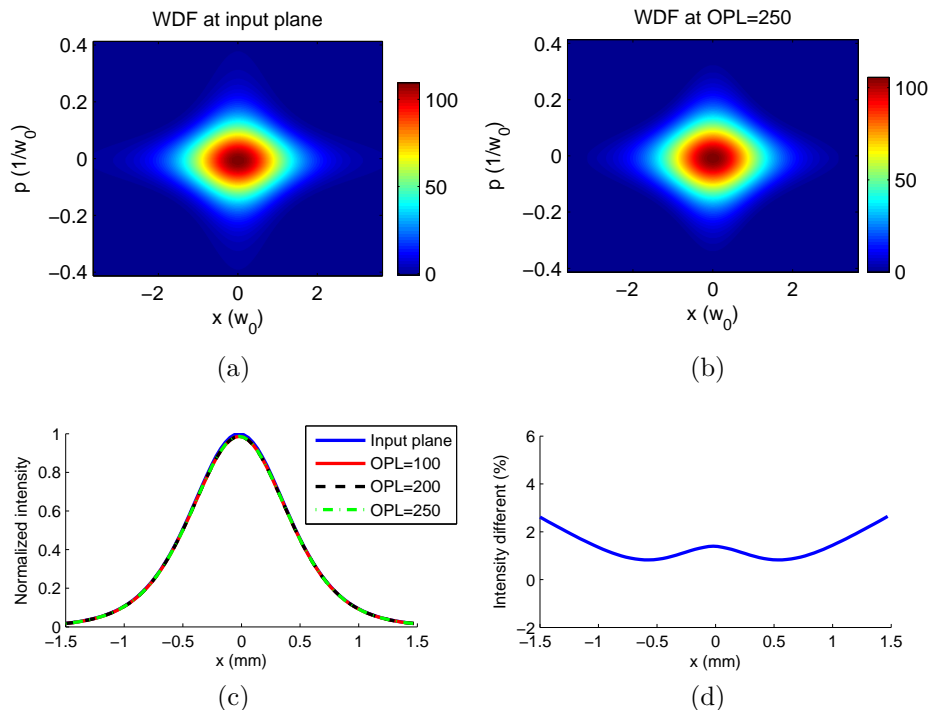 WDF at input plane
0.4
0.2
0
−0.2
−0.4
p (1/w0)
−2
0
2
x (w0)
100
50
0
(a)
WDF at OPL=250
0.4
0.2
0
−0.2
−0.4
p (1/w0)
−2
0
2
x (w0)
100
50
0
(b)
1
0.8
0.6
0.4
0.2
0
Normalized intensity
−1.5
−1
−0.5
0
0.5
1
1.5
x (mm)
Input plane
OPL=100
OPL=200
OPL=250
(c)
6
4
2
0
−2
Intensity different (%)
−1.5
−1
−0.5
0
0.5
1
1.5
x (mm)
(d)